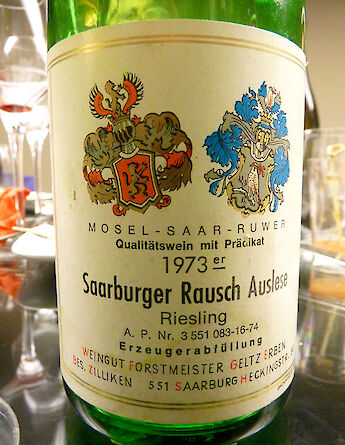 MOSEL-SAAR-RUWER
Qualitätswein mit Prädikat
1973er
Saarburger Rausch Auslese
Riesling
A. P. Nr. 3 551 083-16-74
Erzeugerabfüllung
WEINGUT FORSTMEISTER GELTZ ERBEN
BES. ZILLIKEN 551 SAARBURG HECKINGSTR.